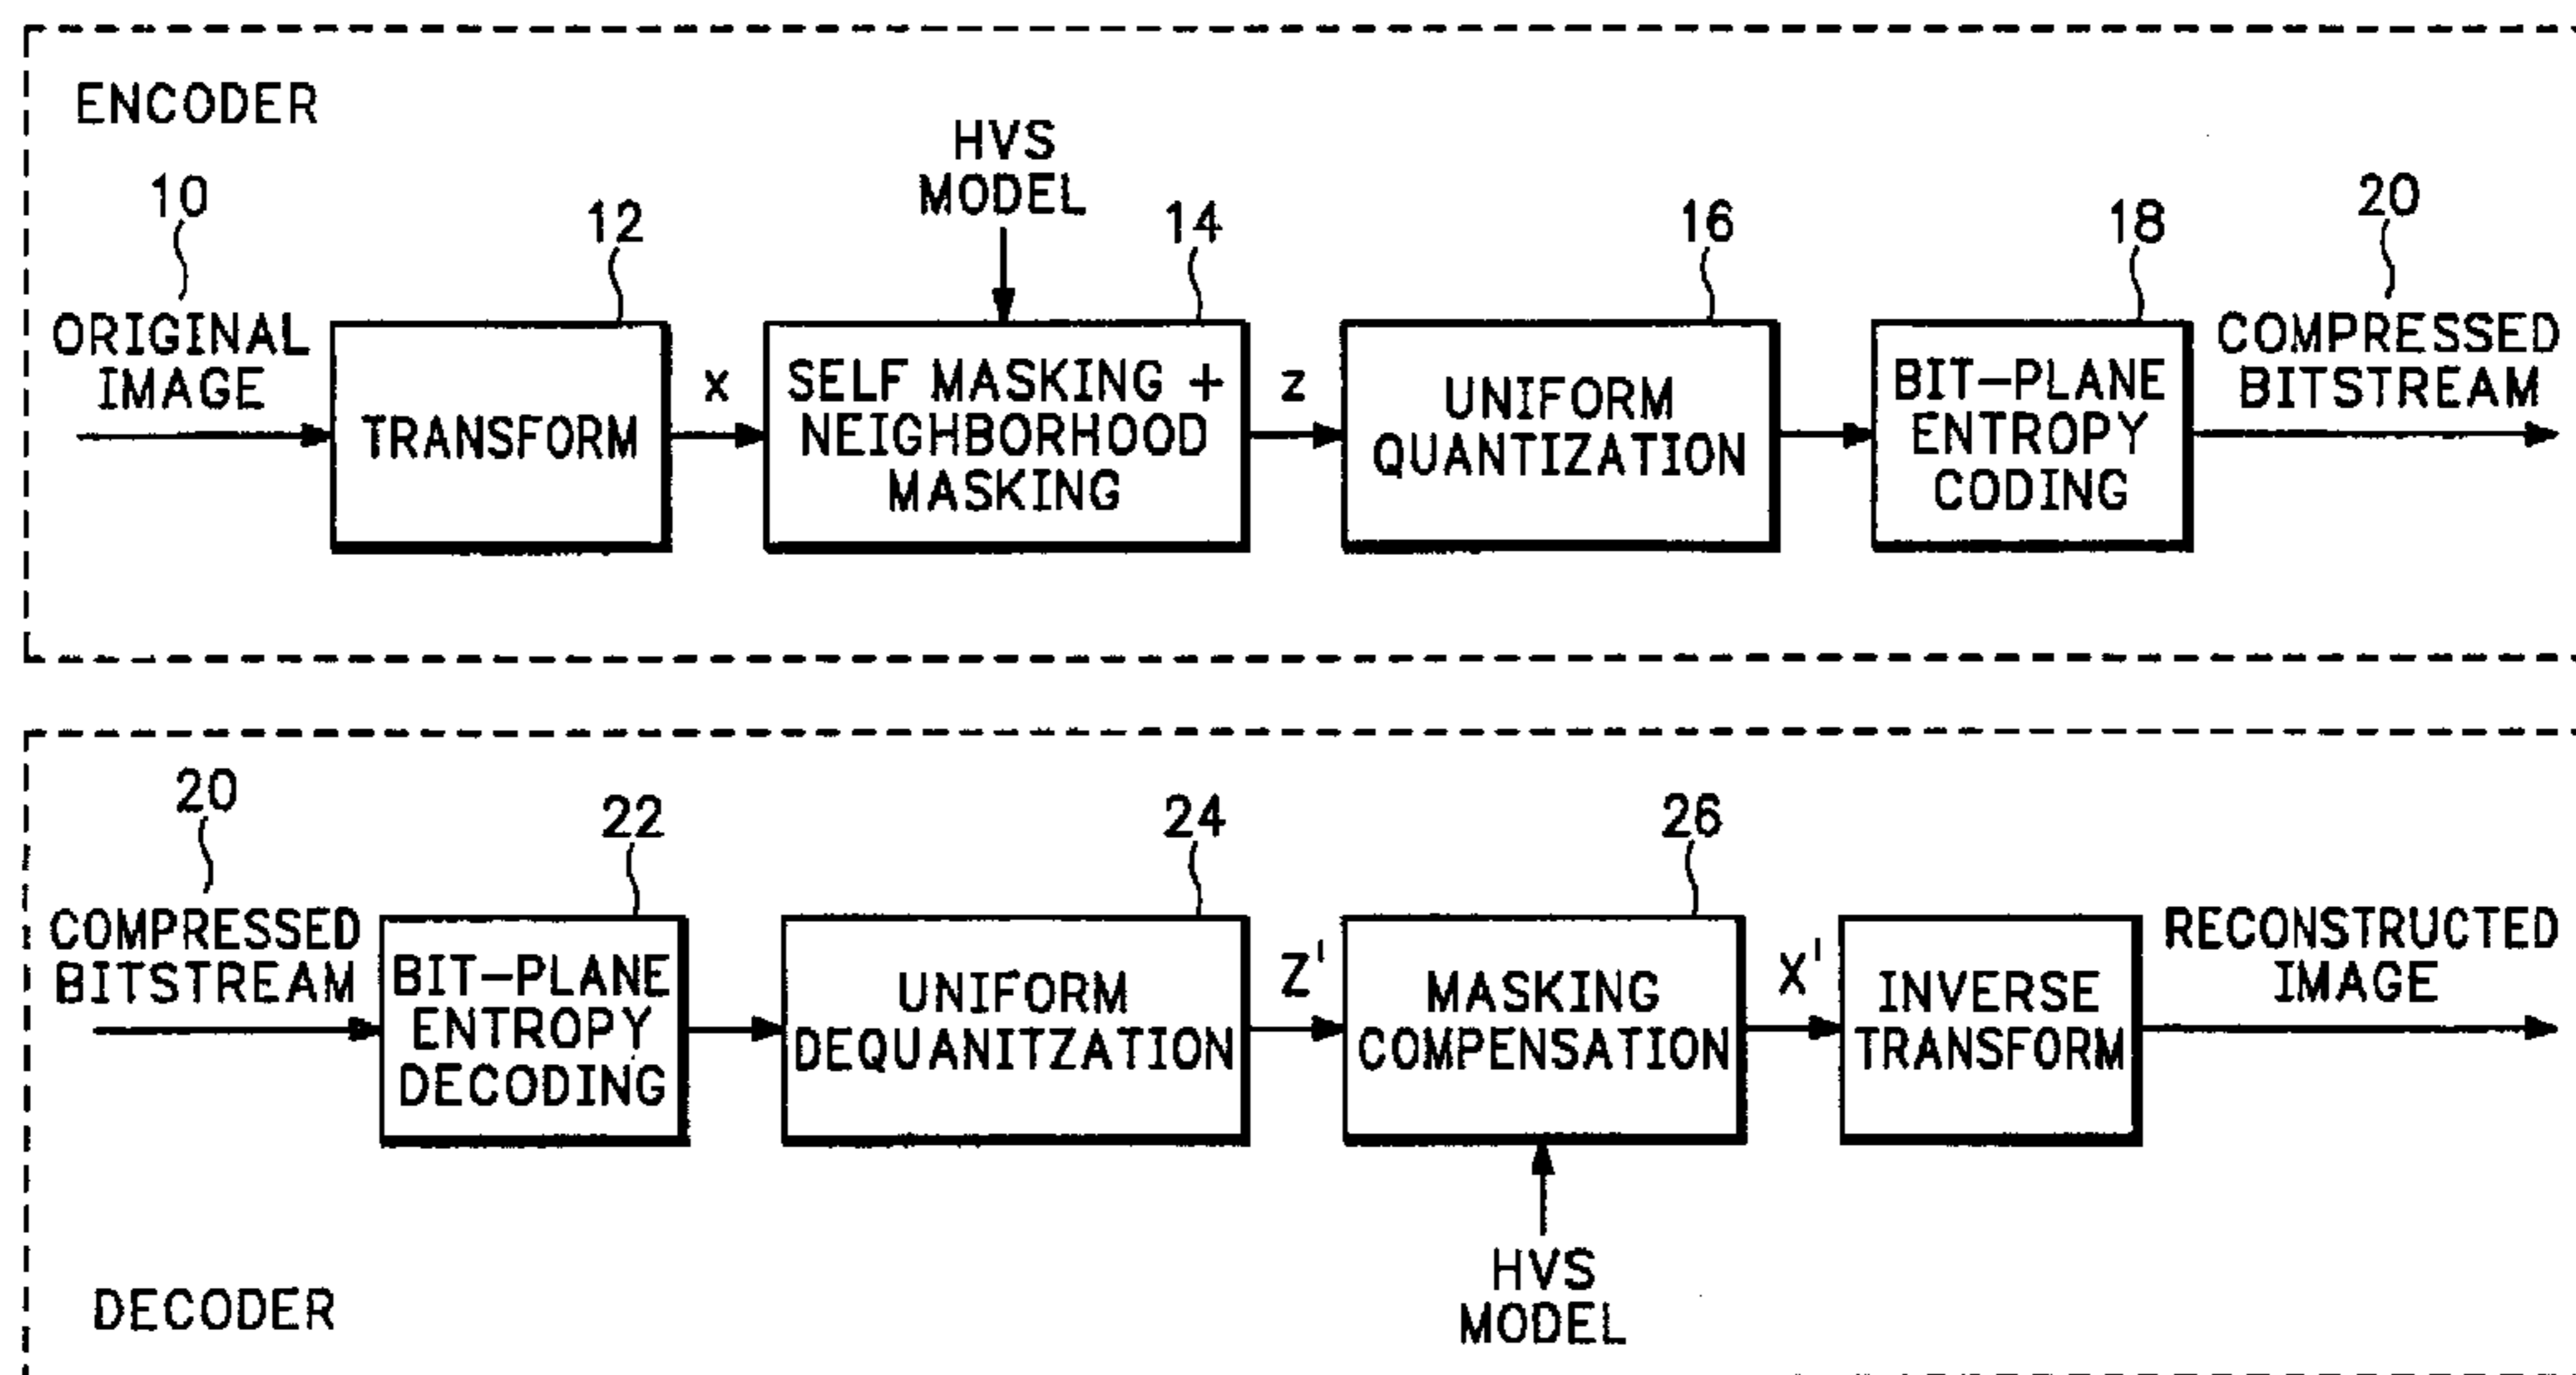 ENCODER
HVS
MODEL
10
12
14
16
18
20
ORIGINAL
IMAGE
TRANSFORM
x
SELF MASKING +
NEIGHBORHOOD
MASKING
z
UNIFORM
QUANTIZATION
BIT-PLANE
ENTROPY
CODING
COMPRESSED
BITSTREAM
20
22
24
26
COMPRESSED
BITSTREAM
BIT-PLANE
ENTROPY
DECODING
UNIFORM
DEQUANITZATION
Z'
MASKING
COMPENSATION
X'
INVERSE
TRANSFORM
RECONSTRUCTED
IMAGE
HVS
MODEL
DECODER